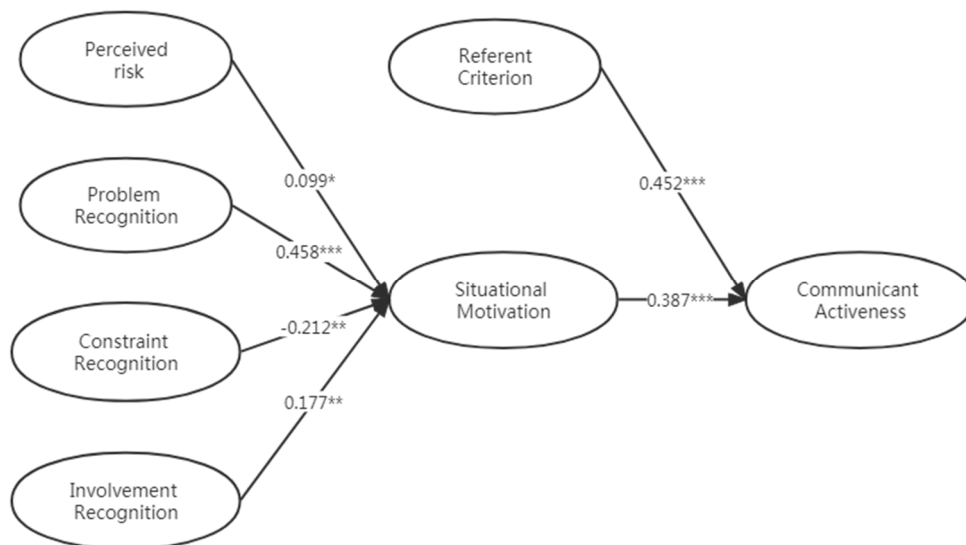 Perceived
risk
Referent
Criterion
0.099*
0.452***
Problem
Recognition
0.458***
Situational
Motivation
0.387***
Communicant
Activeness
-0.212**
Constraint
Recognition
0.177**
Involvement
Recognition